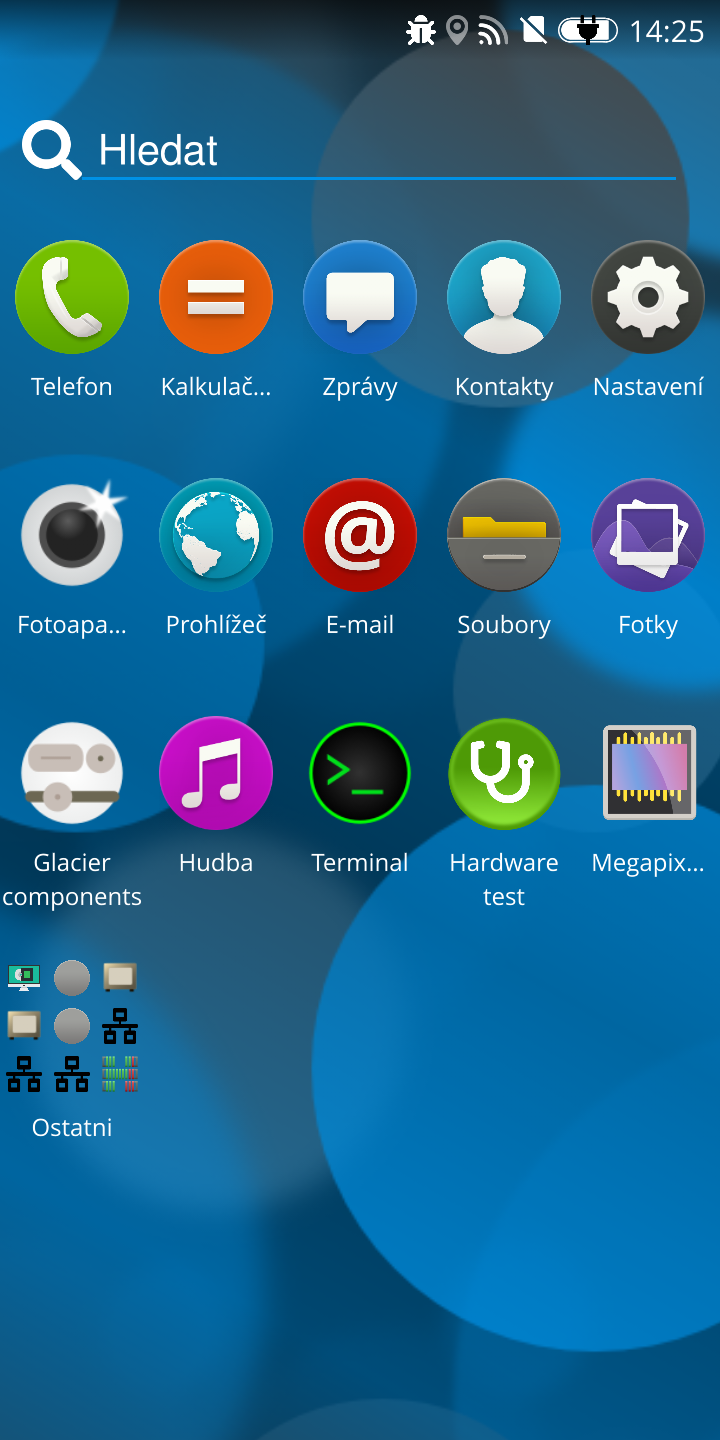 14:25
Hledat
Telefon
Kalkulač...
Zprávy
Kontakty
Nastavení
Fotoapa...
Prohlížeč
@
E-mail
Soubory
Fotky
>_
Glacier
components
Hudba
Terminal
Hardware
test
Megapix...
Ostatni